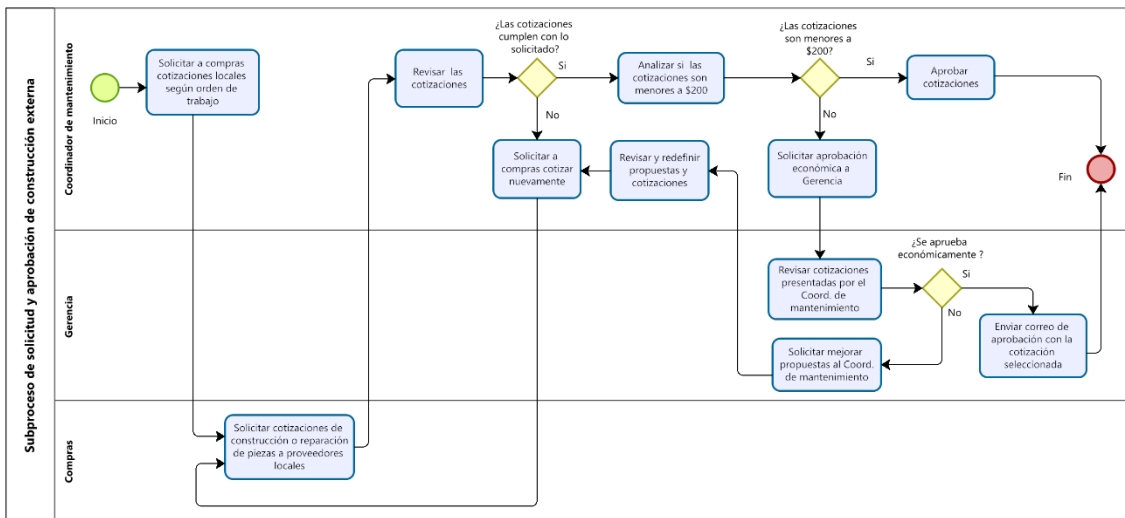 Subproceso de solicitud y aprobación de construcción externa
Coordinador de mantenimiento
Inicio
Solicitar a compras
cotizaciones locales
según orden de
trabajo
Revisar las
cotizaciones
¿Las cotizaciones
cumplen con lo
solicitado?
Si
No
Analizar si las
cotizaciones son
menores a $200
¿Las cotizaciones
son menores a
$200?
Si
No
Aprobar
cotizaciones
Solicitar a
compras cotizar
nuevamente
Revisar y redefinir
propuestas y
cotizaciones
Solicitar aprobación
económica a
Gerencia
Fin
Gerencia
Revisar cotizaciones
presentadas por el
Coord. de
mantenimiento
¿Se aprueba
económicamente ?
Si
No
Solicitar mejorar
propuestas al Coord.
de mantenimiento
Enviar correo de
aprobación con la
cotización
seleccionada
Compras
Solicitar cotizaciones de
construcción o reparación
de piezas a proveedores
locales